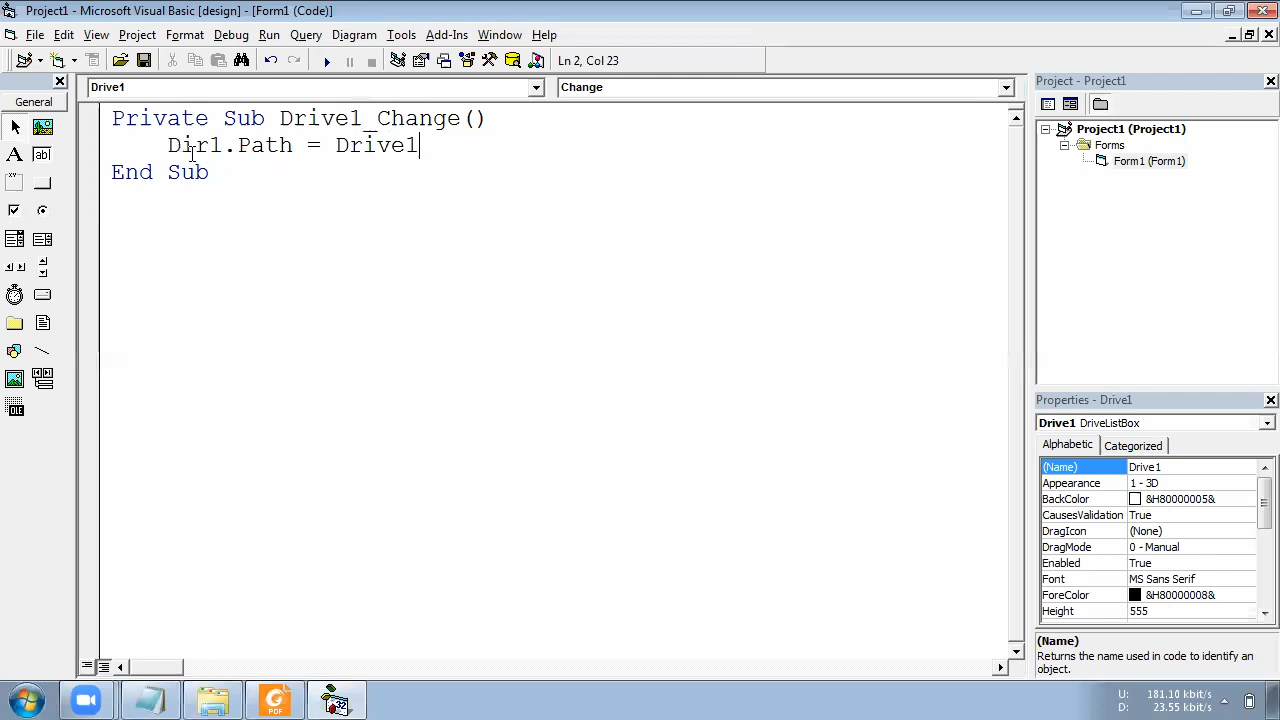 Project1 - Microsoft Visual Basic [design] - [Form1 (Code)]
File Edit View Project Format Debug Run Query Diagram Tools Add-Ins Window Help
Ln 2, Col 23
General
Drive1
Change
Private Sub Drive1_Change()
Dir1.Path = Drive1
End Sub
Project - Project1
Project1 (Project1)
Forms
Form1 (Form1)
Properties - Drive1
Drive1 DriveListBox
Alphabetic Categorized
(Name) Drive1
Appearance 1 - 3D
BackColor &H80000005&
CausesValidation True
DragIcon (None)
DragMode 0 - Manual
Enabled True
Font MS Sans Serif
ForeColor &H80000008&
Height 555
(Name)
Returns the name used in code to identify an
object.
OLE
PDF
32
U: 181.10 kbit/s
D: 23.55 kbit/s